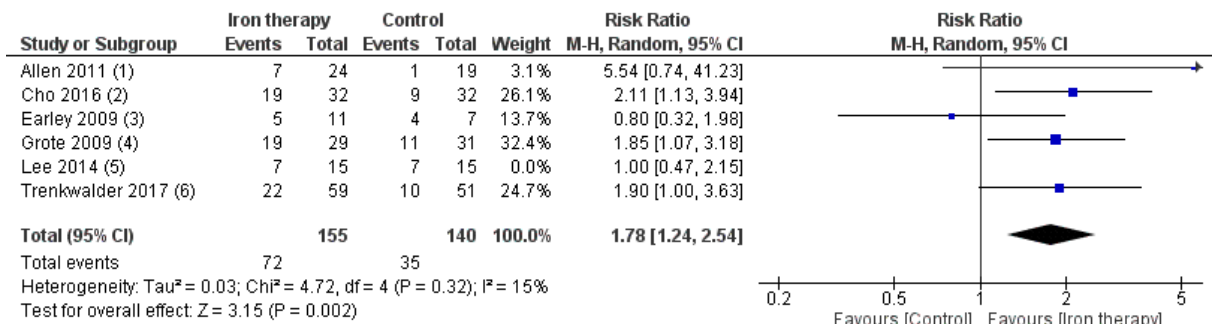 Iron therapy Control Risk Ratio Risk Ratio
Study or Subgroup Events Total Events Total Weight M-H, Random, 95% CI M-H, Random, 95% CI
Allen 2011 (1) 7 24 1 19 3.1% 5.54 [0.74, 41.23]
Cho 2016 (2) 19 32 9 32 26.1% 2.11 [1.13, 3.94]
Earley 2009 (3) 5 11 4 7 13.7% 0.80 [0.32, 1.98]
Grote 2009 (4) 19 29 11 31 32.4% 1.85 [1.07, 3.18]
Lee 2014 (5) 7 15 7 15 0.0% 1.00 [0.47, 2.15]
Trenkwalder 2017 (6) 22 59 10 51 24.7% 1.90 [1.00, 3.63]
Total (95% CI) 155 140 100.0% 1.78 [1.24, 2.54]
Total events 72 35
Heterogeneity: Tau² = 0.03; Chi² = 4.72, df = 4 (P = 0.32); I² = 15%
Test for overall effect: Z = 3.15 (P = 0.002)
0.2 0.5 1 2 5
Favours [Control] Favours [Iron therapy]